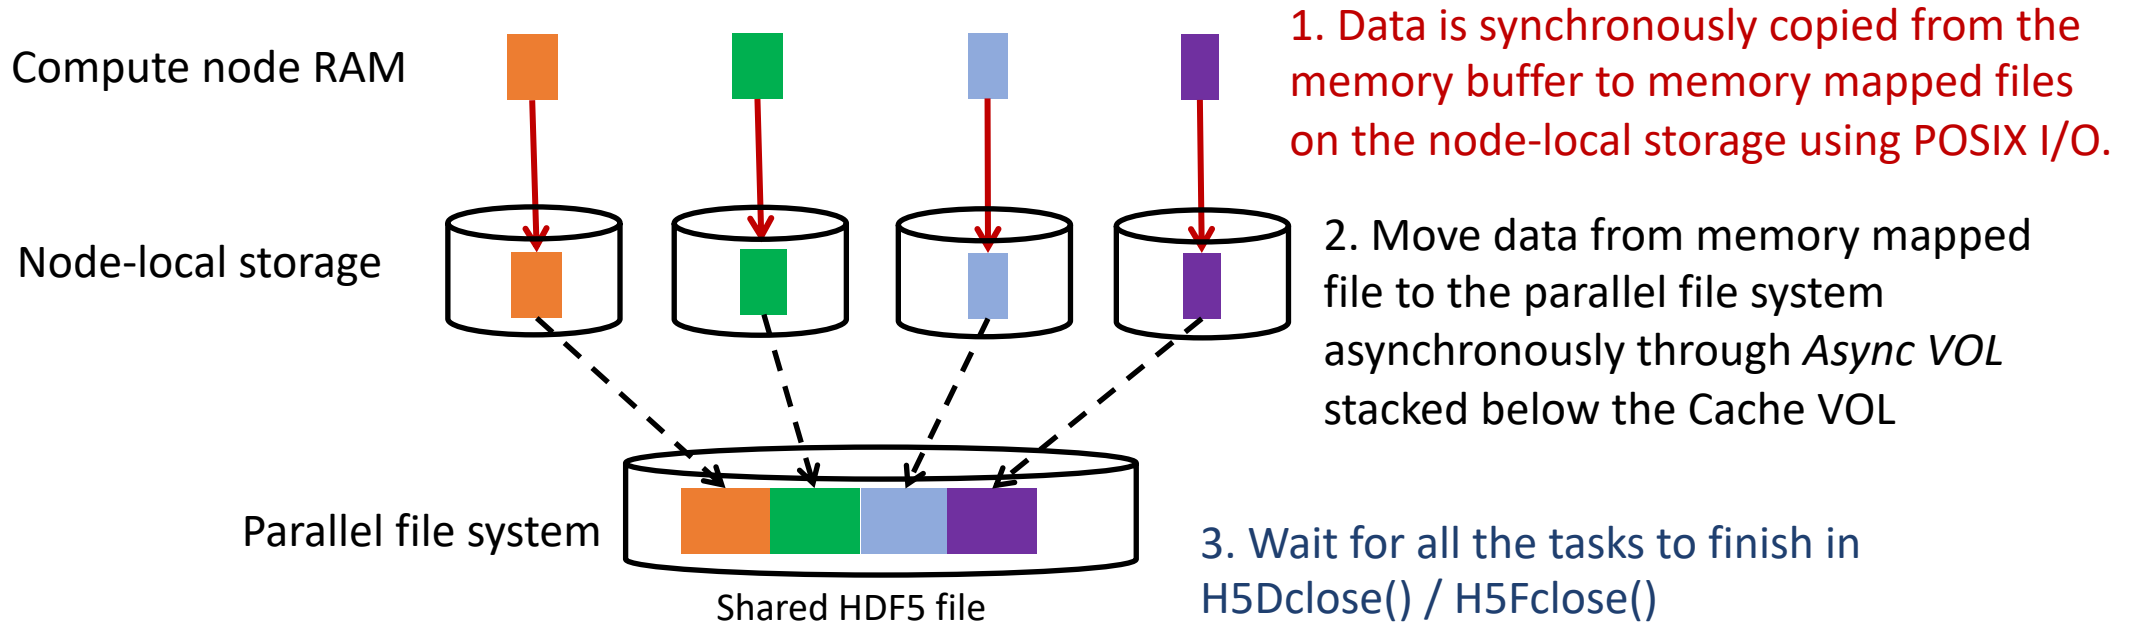 Compute node RAM
1. Data is synchronously copied from the
memory buffer to memory mapped files
on the node-local storage using POSIX I/O.
Node-local storage
2. Move data from memory mapped
file to the parallel file system
asynchronously through Async VOL
stacked below the Cache VOL
Parallel file system
Shared HDF5 file
3. Wait for all the tasks to finish in
H5Dclose() / H5Fclose()